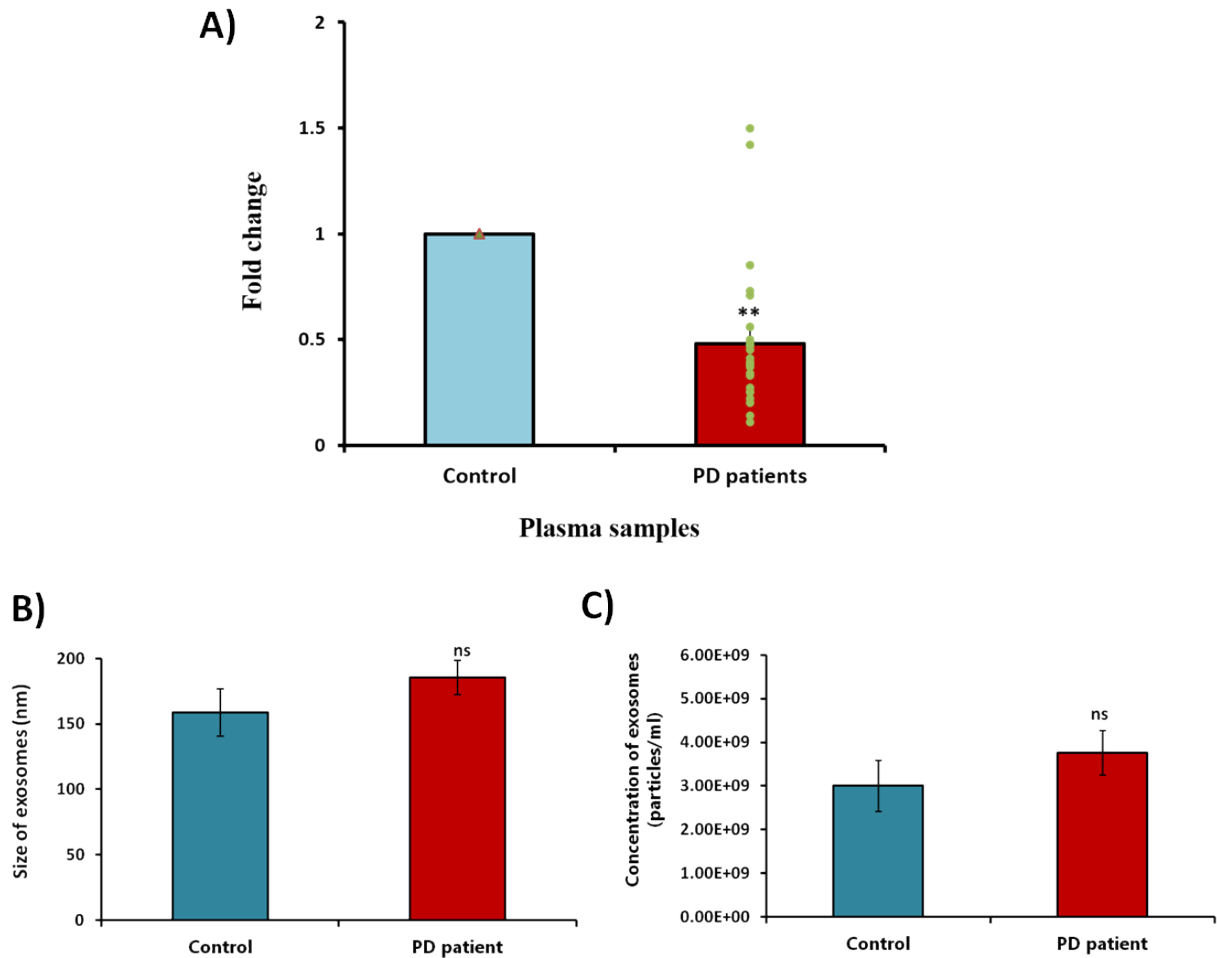 A)
2
1.5
1
0.5
0
Fold change
**
Control
PD patients
Plasma samples
B)
200
150
100
50
0
Size of exosomes (nm)
ns
Control
PD patient
C)
6.00E+09
5.00E+09
4.00E+09
3.00E+09
2.00E+09
1.00E+09
0.00E+00
Concentration of exosomes
(particles/ml)
ns
Control
PD patient